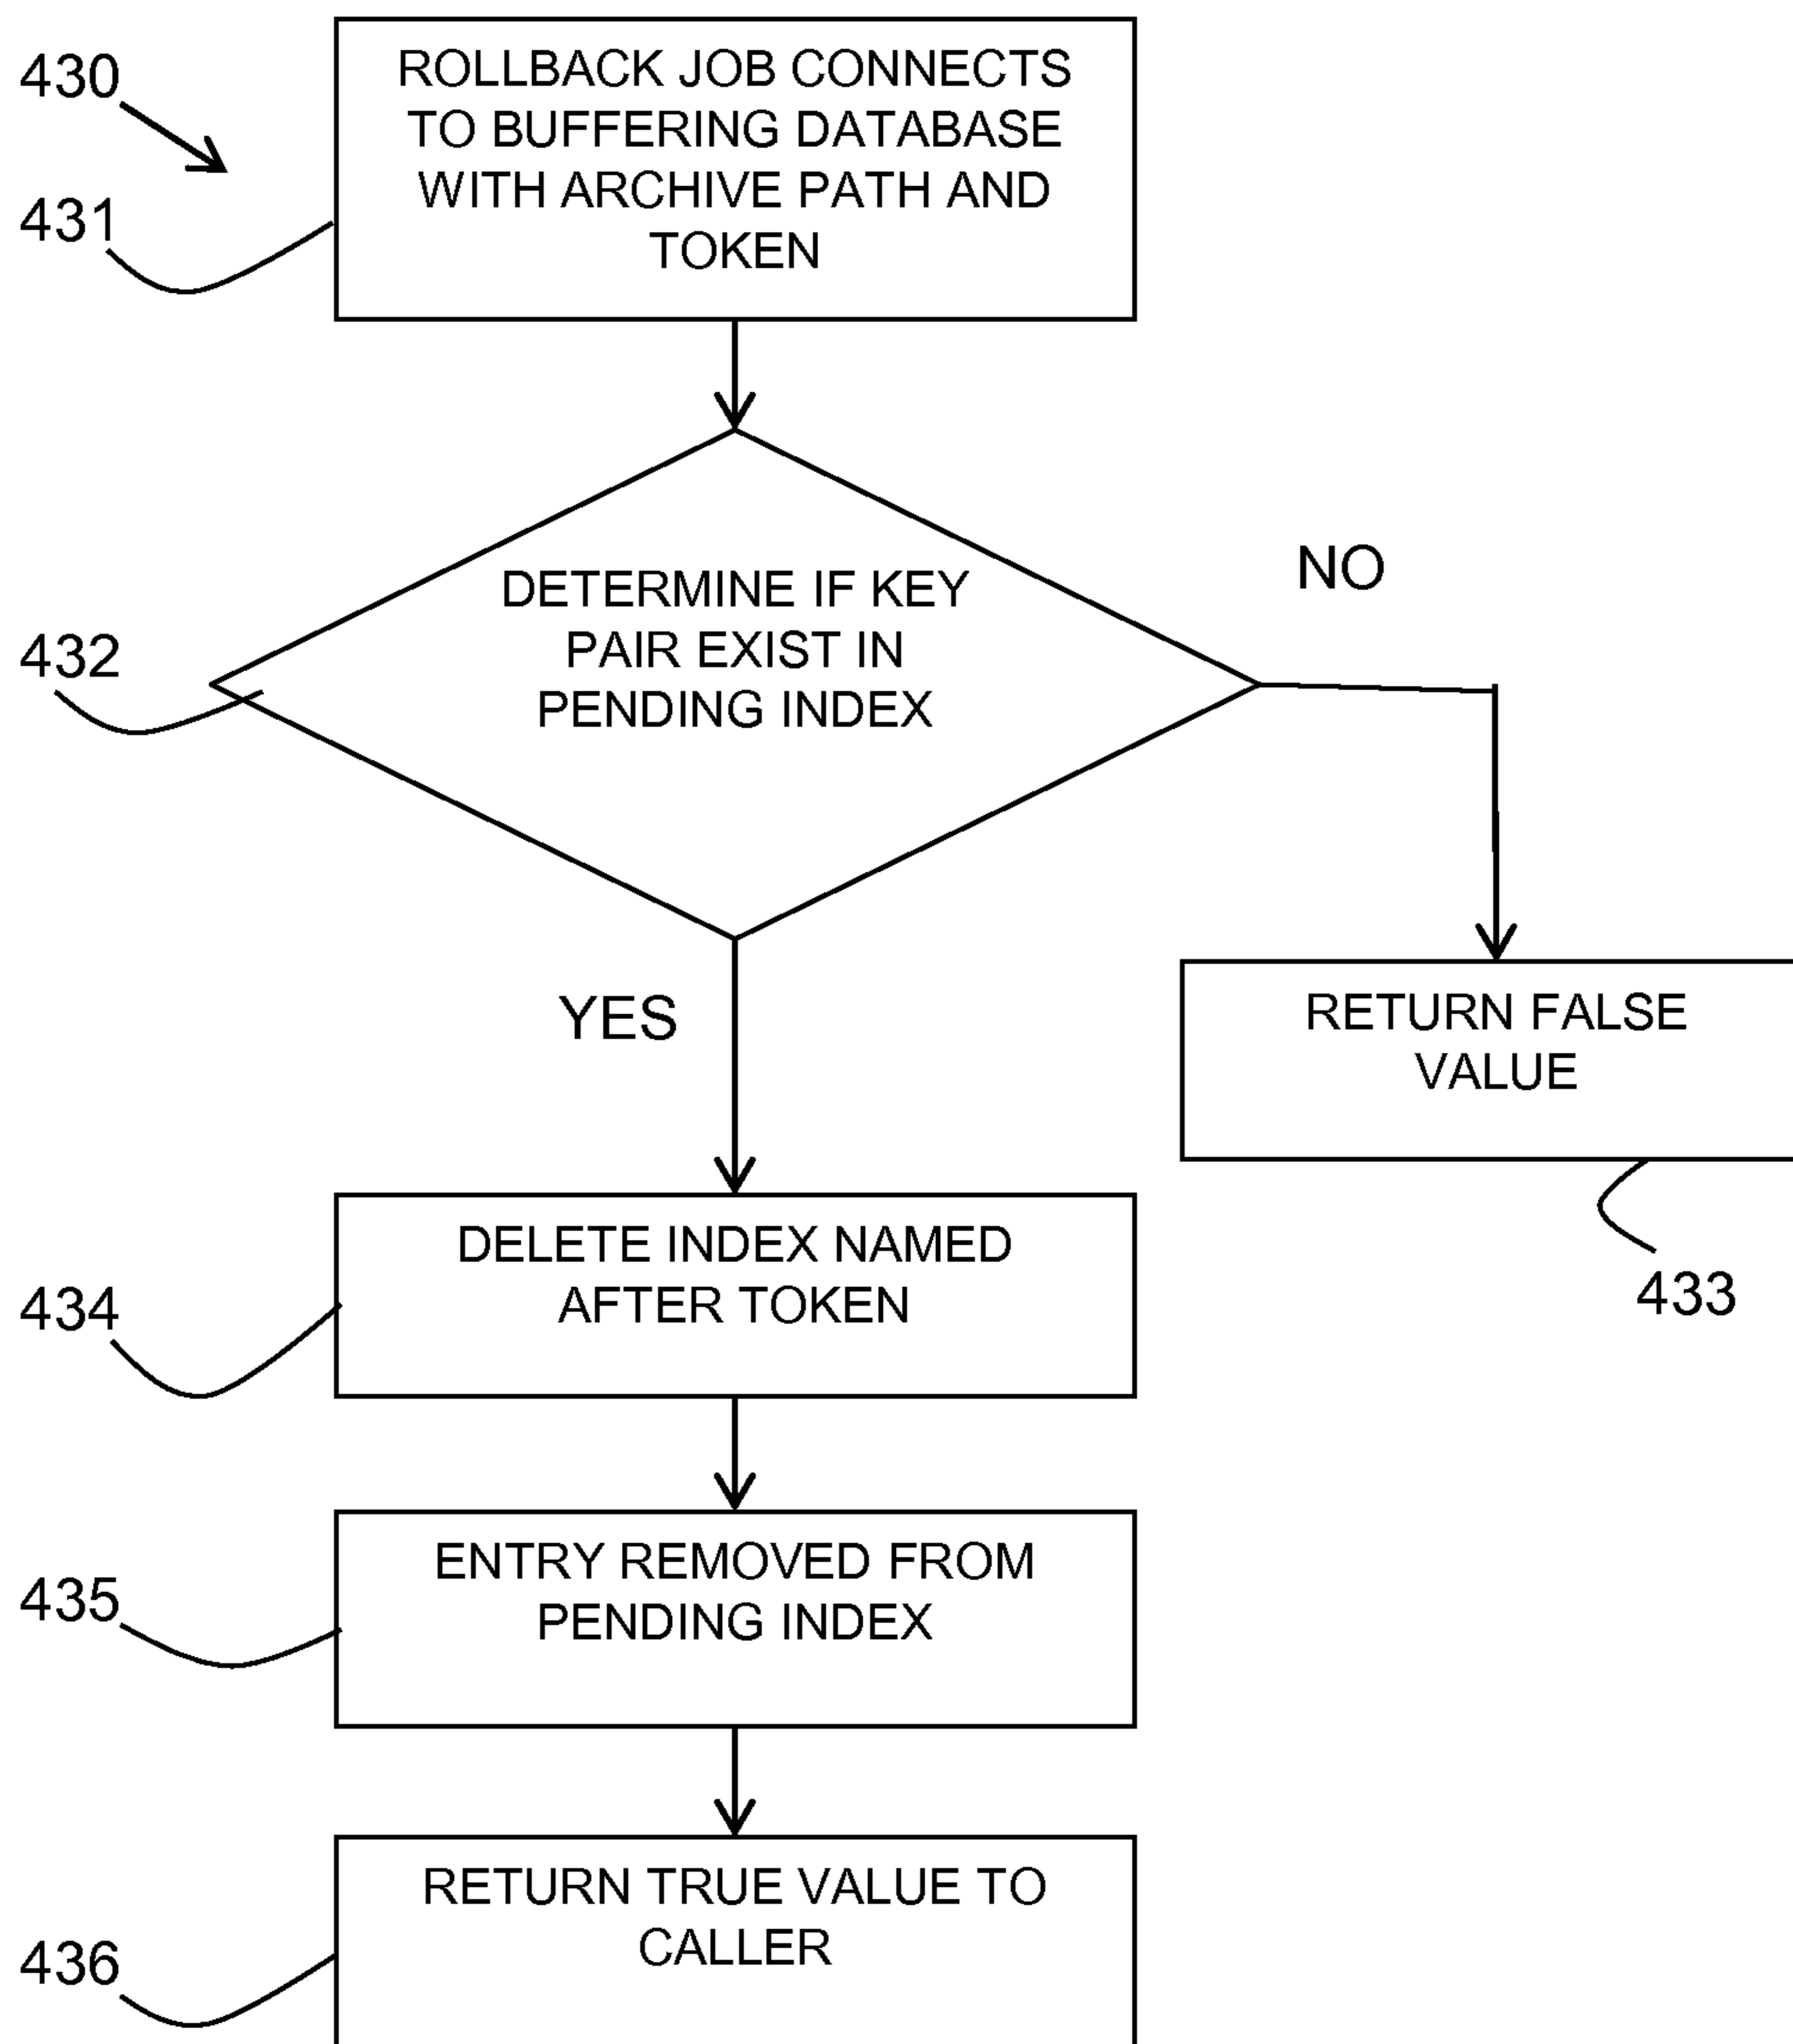 430
ROLLBACK JOB CONNECTS
TO BUFFERING DATABASE
WITH ARCHIVE PATH AND
TOKEN
431
DETERMINE IF KEY
PAIR EXIST IN
PENDING INDEX
432
NO
YES
RETURN FALSE
VALUE
433
DELETE INDEX NAMED
AFTER TOKEN
434
ENTRY REMOVED FROM
PENDING INDEX
435
RETURN TRUE VALUE TO
CALLER
436